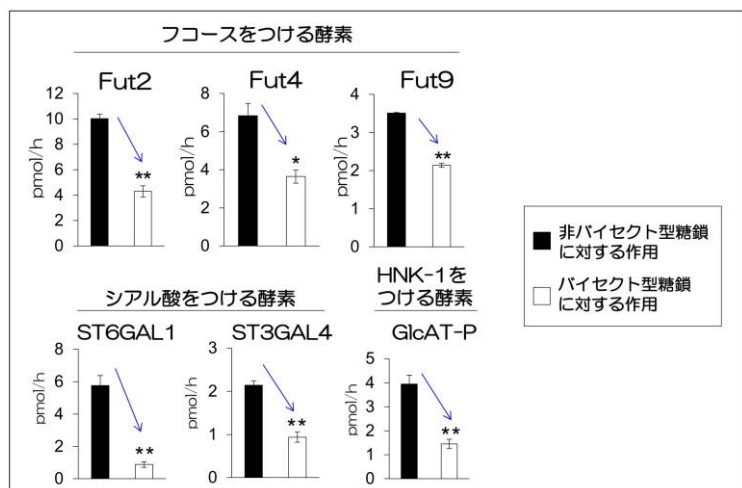 フコースをつける酵素
Fut2
Fut4
Fut9
pmol/h
12
10
8
6
4
2
0
**
8
6
4
2
0
*
4
3
2
1
0
**
非バイセクト型糖鎖
に対する作用
バイセクト型糖鎖
に対する作用
シアル酸をつける酵素
HNK-1を
つける酵素
ST6GAL1
ST3GAL4
GlcAT-P
pmol/h
8
6
4
2
0
**
3
2
1
0
**
5
4
3
2
1
0
**